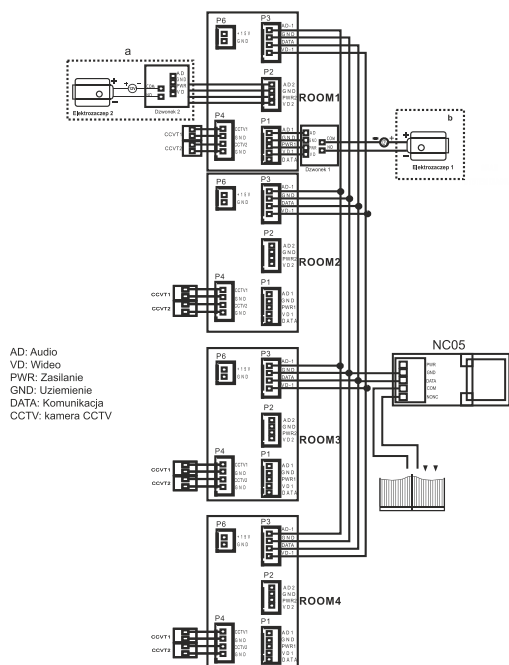 a
P6
+15V
GND
P3
AD-1
GND
DATA
VD-1
AD
GND
PWR
VD
COM
NO
12V
+
-
Elektrozaczep 2
Dzwonek 2
P2
AD2
GND
PWR2
VD2
ROOM1
CCVT1
CCVT2
P4
CCTV1
GND
CCTV2
GND
P1
AD1
GND
PWR1
VD1
DATA
AD
GND
PWR
VD
COM
NO
Dzwonek 1
b
+
-
Elektrozaczep 1
P6
+15V
GND
P3
AD-1
GND
DATA
VD-1
P2
AD2
GND
PWR2
VD2
ROOM2
CCVT1
CCVT2
P4
CCTV1
GND
CCTV2
GND
P1
AD1
GND
PWR1
VD1
DATA
AD: Audio
VD: Wideo
PWR: Zasilanie
GND: Uziemienie
DATA: Komunikacja
CCTV: kamera CCTV
P6
+15V
GND
P3
AD-1
GND
DATA
VD-1
NC05
PWR
GND
DATA
COM
NONC
P2
AD2
GND
PWR2
VD2
ROOM3
CCVT1
CCVT2
P4
CCTV1
GND
CCTV2
GND
P1
AD1
GND
PWR1
VD1
DATA
P6
+15V
GND
P3
AD-1
GND
DATA
VD-1
P2
AD2
GND
PWR2
VD2
ROOM4
CCVT1
CCVT2
P4
CCTV1
GND
CCTV2
GND
P1
AD1
GND
PWR1
VD1
DATA